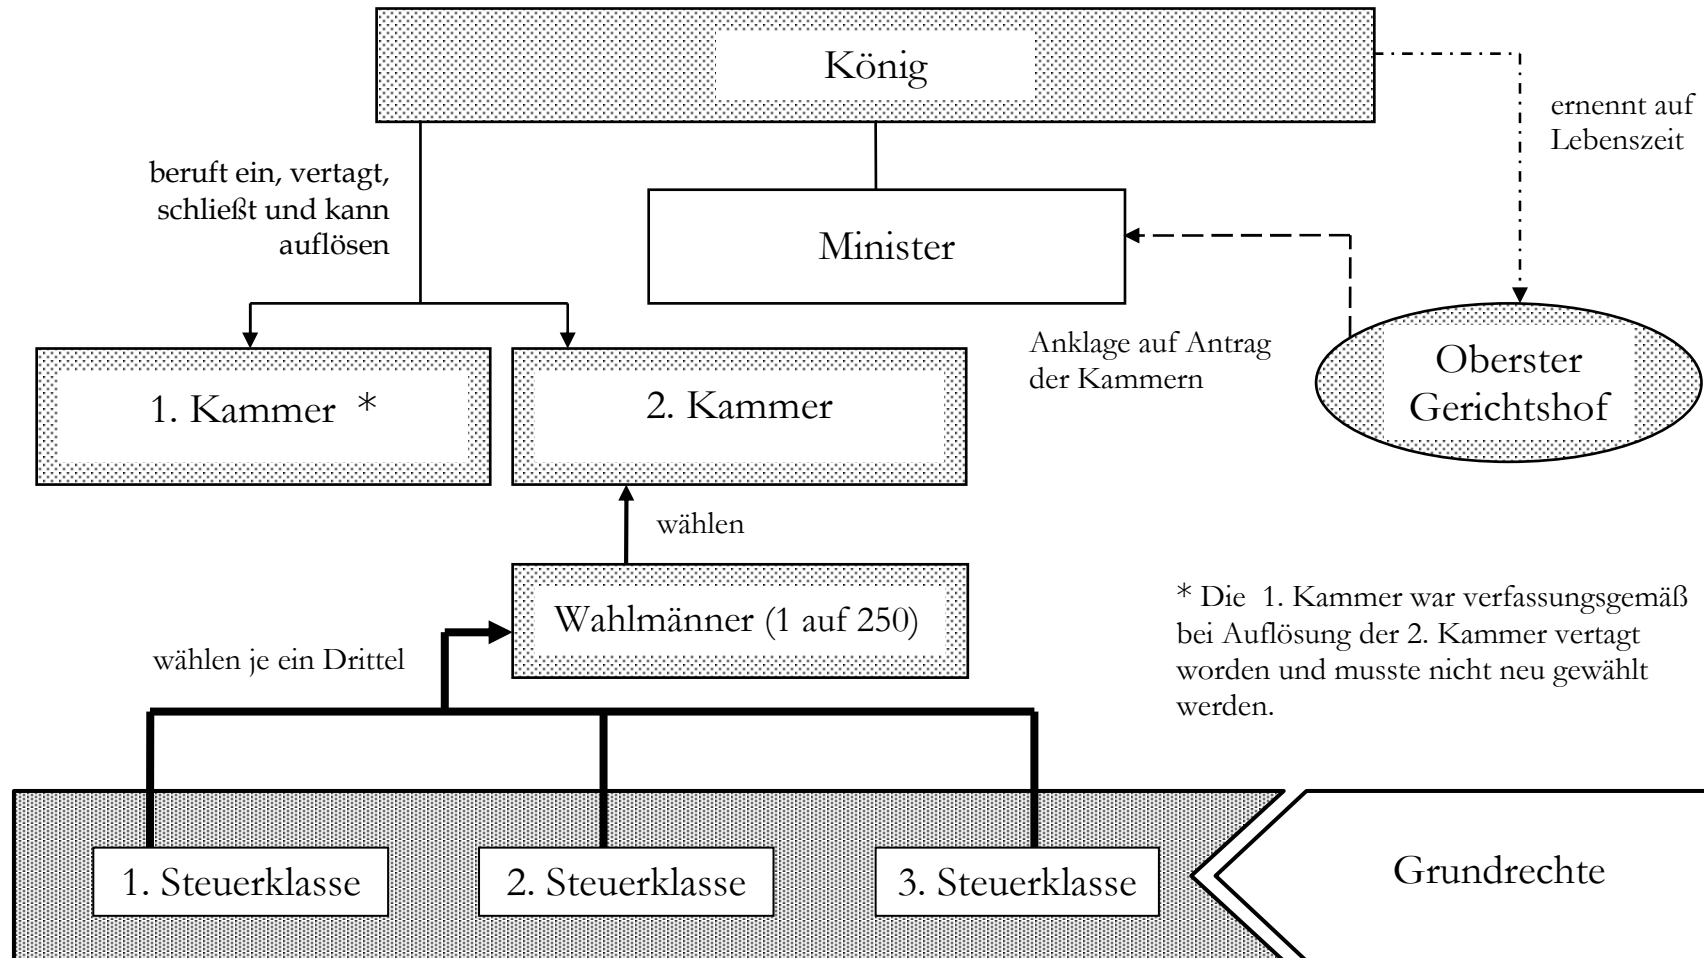 König
ernennt auf
Lebenszeit
beruft ein, vertagt,
schließt und kann
auflösen
Minister
Anklage auf Antrag
der Kammern
Oberster
Gerichtshof
1. Kammer *
2. Kammer
wählen
Wahlmänner (1 auf 250)
* Die 1. Kammer war verfassungsgemäß
bei Auflösung der 2. Kammer vertagt
worden und musste nicht neu gewählt
werden.
wählen je ein Drittel
1. Steuerklasse
2. Steuerklasse
3. Steuerklasse
Grundrechte